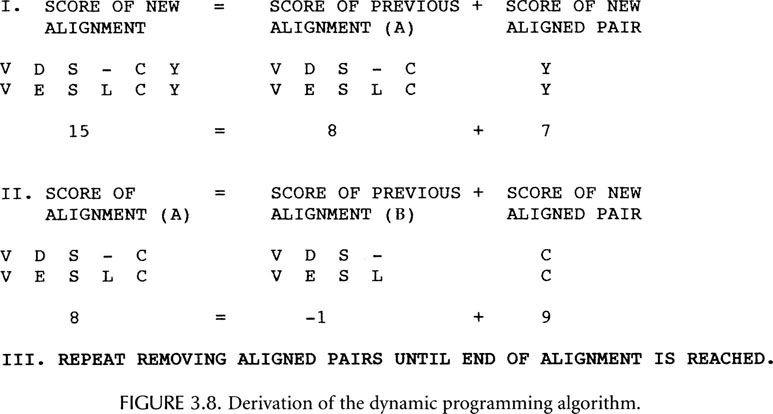 I. SCORE OF NEW = SCORE OF PREVIOUS + SCORE OF NEW
ALIGNMENT ALIGNMENT (A) ALIGNED PAIR
V D S - C Y V D S - C Y
V E S L C Y V E S L C Y
15 = 8 + 7
II. SCORE OF = SCORE OF PREVIOUS + SCORE OF NEW
ALIGNMENT (A) ALIGNMENT (B) ALIGNED PAIR
V D S - C V D S - C
V E S L C V E S L C
8 = -1 + 9
III. REPEAT REMOVING ALIGNED PAIRS UNTIL END OF ALIGNMENT IS REACHED.
FIGURE 3.8. Derivation of the dynamic programming algorithm.